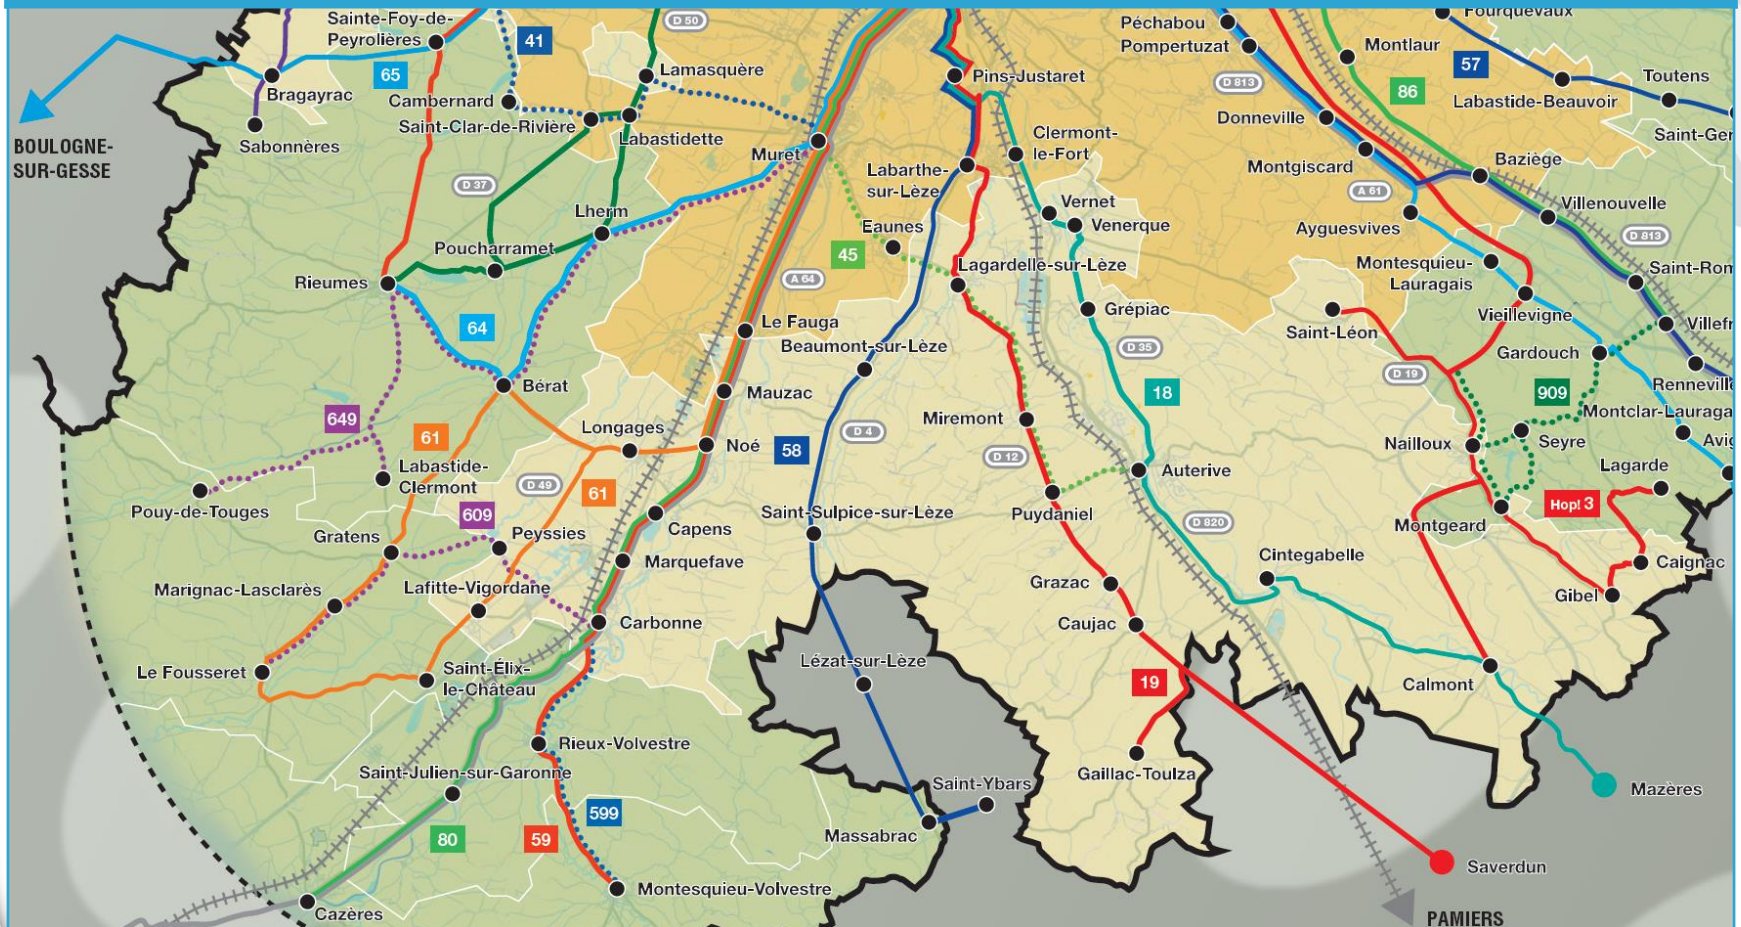 Sainte-Foy-de-
Peyrolières
D 50
Péchabou
Fourquevaux
Pompertuzat
Montlaur
41
57
65
Lamasquère
Pins-Justaret
Toutens
D 813
86
Bragayrac
Cambernard
Labastide-Beauvoir
Saint-Clar-de-Rivière
Donneville
BOULOGNE-
SUR-GESSE
Sabonnères
Labastidette
Clermont-
le-Fort
Saint-Ger
Muret
Labarthe-
sur-Lèze
Montgiscard
Baziège
D 37
A 61
Lherm
Vernet
Villenouvelle
Venerque
Eaunes
Ayguesvives
D 813
Poucharramet
45
Lagardelle-sur-Lèze
Montesquieu-
Lauragais
Saint-Rom
Rieumes
A 64
64
Grépiac
Vieillevigne
Le Fauga
Saint-Léon
Villefr
Beaumont-sur-Lèze
D 35
Gardouch
Bérat
Mauzac
D 19
Renneville
18
909
649
Miremont
Montclar-Lauraga
61
Longages
D 4
Noé
58
Nailloux
Seyre
Avig
D 12
Labastide-
Clermont
Auterive
Lagarde
D 49
61
Pouy-de-Touges
Saint-Sulpice-sur-Lèze
Puydaniel
Hop! 3
609
Capens
D 820
Montgeard
Gratens
Peyssies
Marquefave
Cintegabelle
Caignac
Marignac-Lasclarès
Lafitte-Vigordane
Grazac
Gibel
Carbonne
Caujac
Le Fousseret
Saint-Élix-
le-Château
Lézat-sur-Lèze
19
Calmont
Rieux-Volvestre
Saint-Julien-sur-Garonne
Gaillac-Toulza
Saint-Ybars
Mazères
599
80
59
Massabrac
Saverdun
Montesquieu-Volvestre
Cazères
PAMIERS